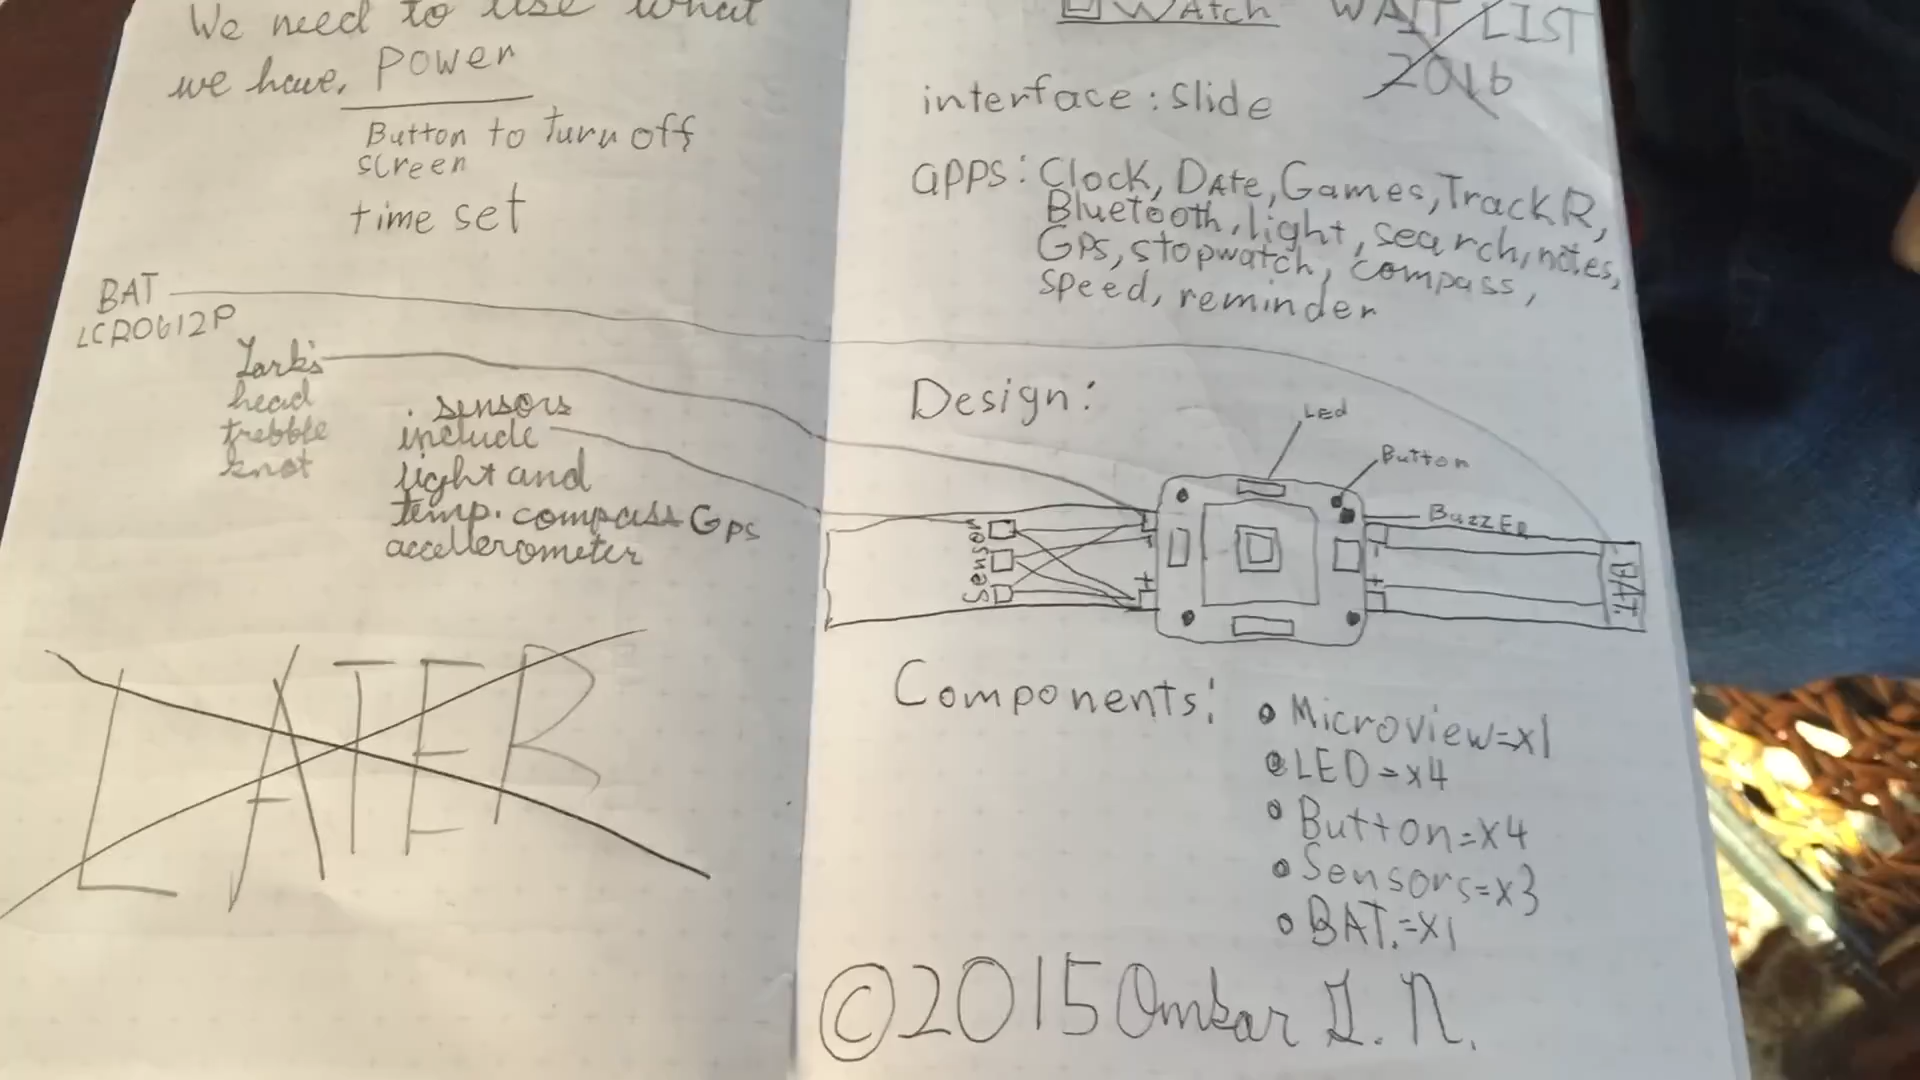 We need to use what
we have. Power
Button to turn off
screen
time set
BAT
LCR0612P
Lark's
head
trebble
knot
. sensors
include
light and
temp. compass GPS
accellerometer
LATER
Watch WAIT LIST
2016
interface: slide
apps: Clock, DAte, Games, TrackR,
Bluetooth, light, search, notes,
GPS, stopwatch, compass,
speed, reminder
Design:
LEd
Button
BuzzER
Sensor
BAT.
Components:
• Microview=x1
• LED=x4
• Button=x4
• Sensors=x3
• BAT.=x1
©2015 Omkar G. N.